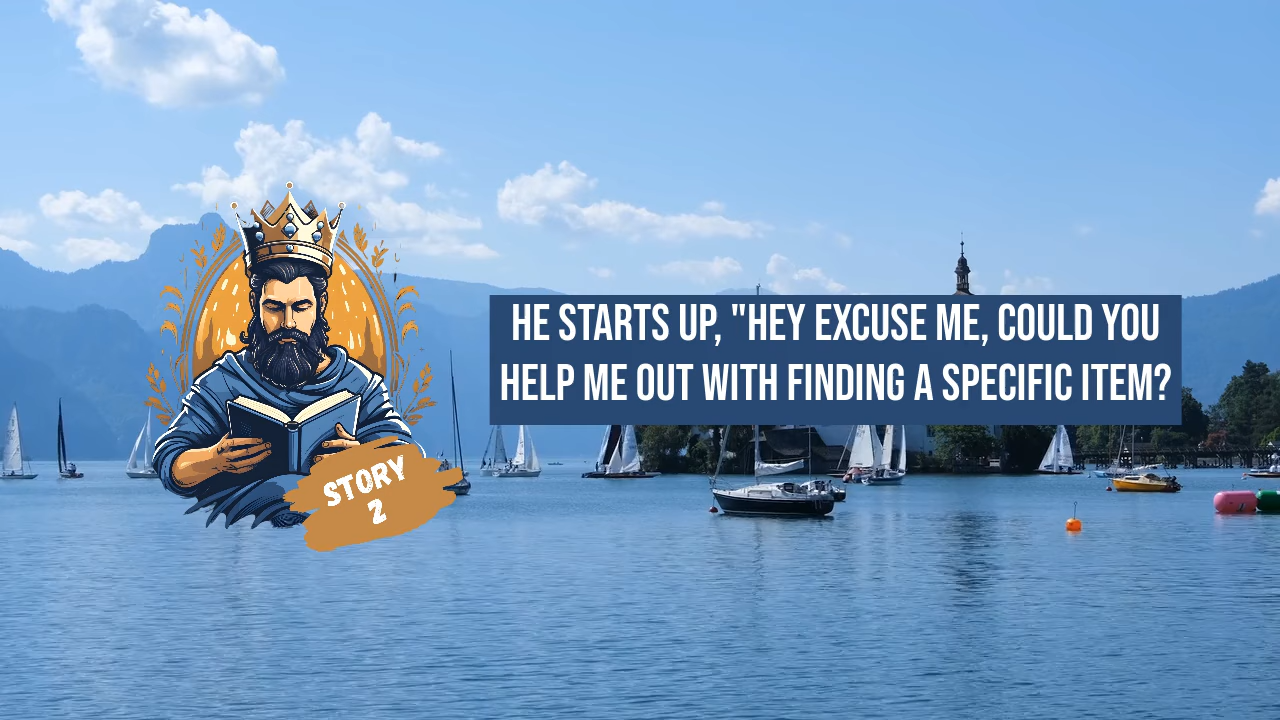 HE STARTS UP, "HEY EXCUSE ME, COULD YOU
HELP ME OUT WITH FINDING A SPECIFIC ITEM?
STORY
2